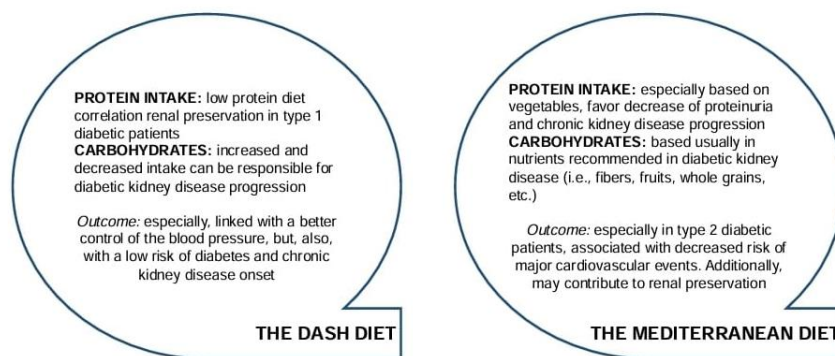 PROTEIN INTAKE: low protein diet
correlation renal preservation in type 1
diabetic patients
CARBOHYDRATES: increased and
decreased intake can be responsible for
diabetic kidney disease progression
Outcome: especially, linked with a better
control of the blood pressure, but, also,
with a low risk of diabetes and chronic
kidney disease onset
THE DASH DIET
PROTEIN INTAKE: especially based on
vegetables, favor decrease of proteinuria
and chronic kidney disease progression
CARBOHYDRATES: based usually in
nutrients recommended in diabetic kidney
disease (i.e., fibers, fruits, whole grains,
etc.)
Outcome: especially in type 2 diabetic
patients, associated with decreased risk of
major cardiovascular events. Additionally,
may contribute to renal preservation
THE MEDITERRANEAN DIET